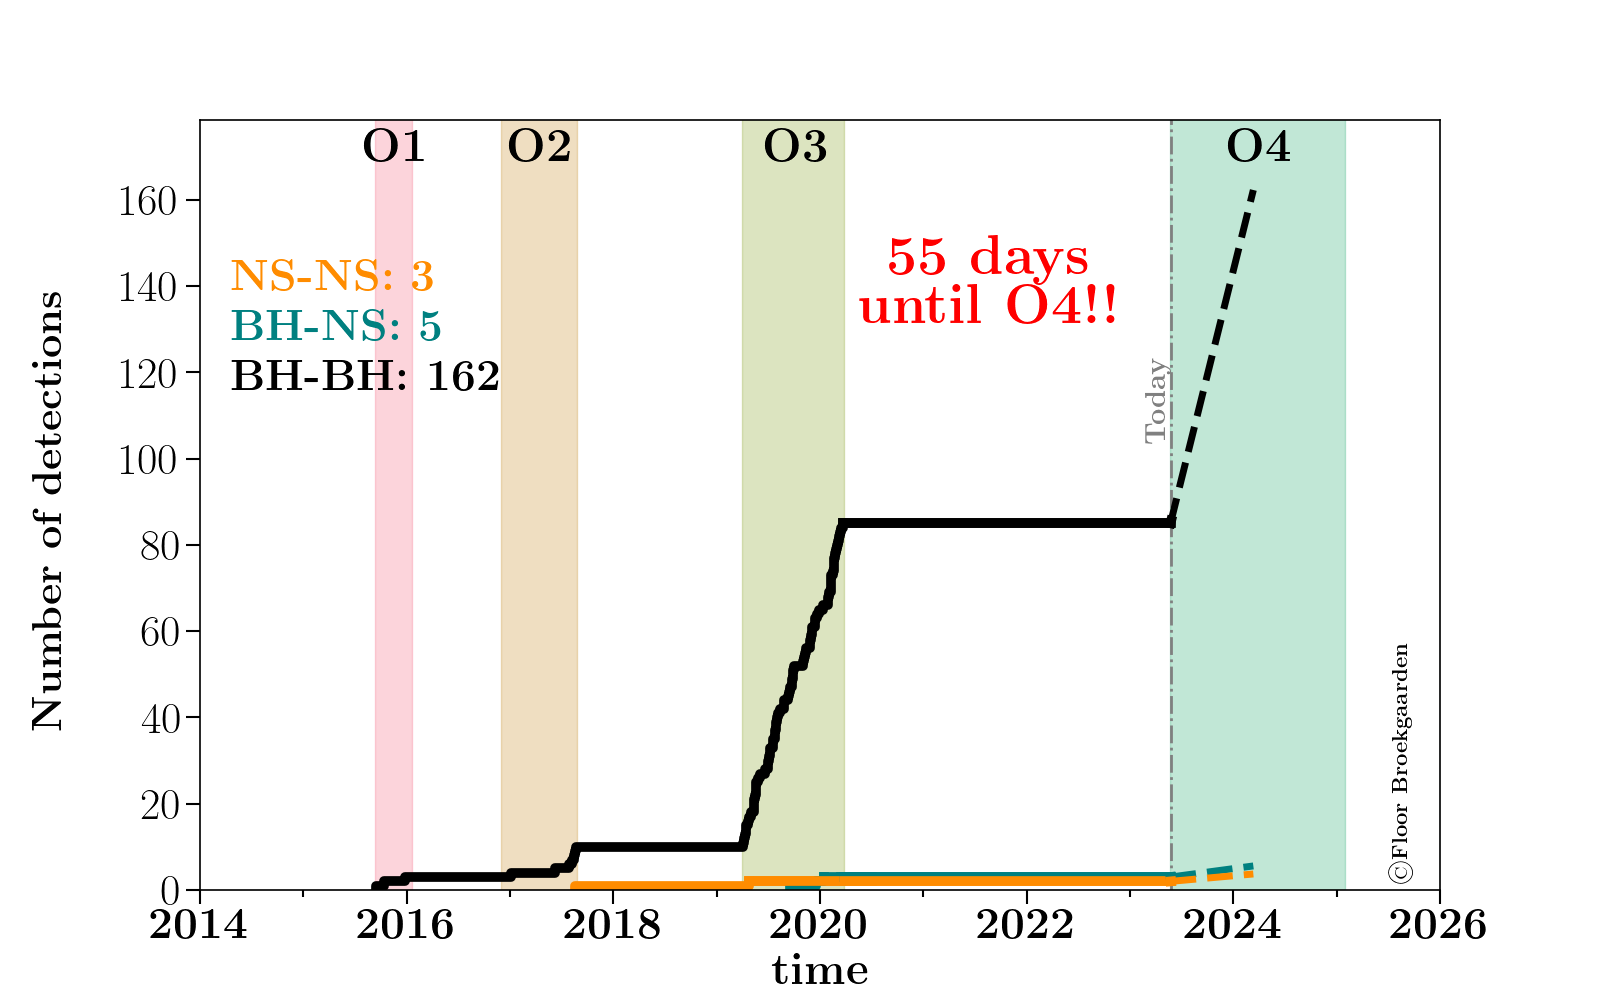 O1 O2 O3 O4
160
140
120
100
80
60
40
20
0
Number of detections
NS-NS: 3
BH-NS: 5
BH-BH: 162
55 days
until O4!!
Today
©Floor Broekgaarden
2014 2016 2018 2020 2022 2024 2026
time